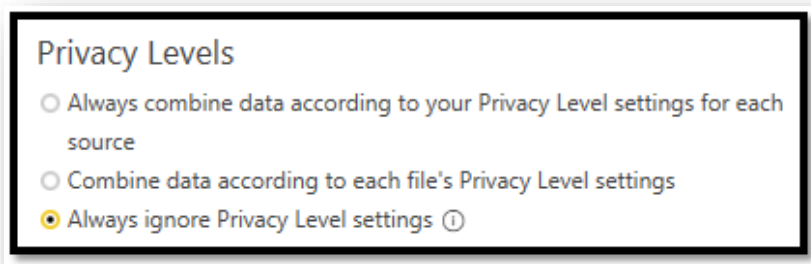 Privacy Levels
Always combine data according to your Privacy Level settings for each
source
Combine data according to each file's Privacy Level settings
Always ignore Privacy Level settings